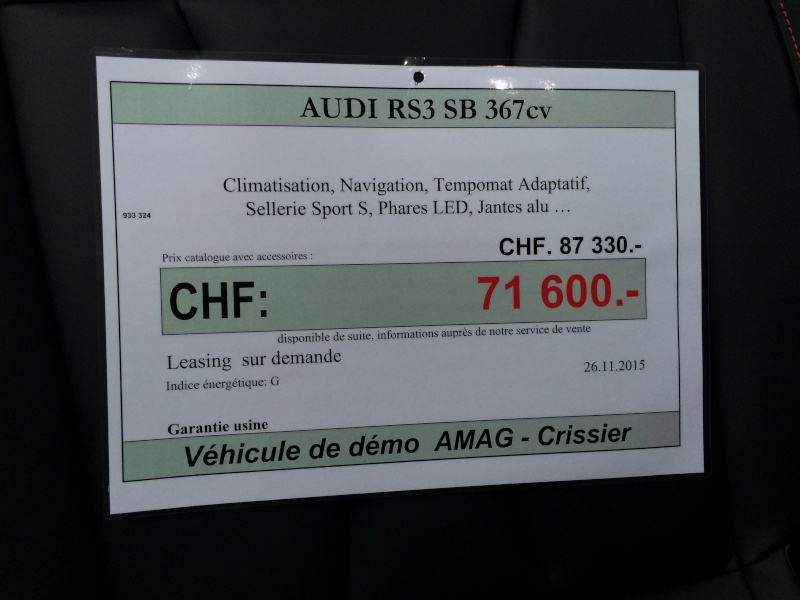 AUDI RS3 SB 367cv
Climatisation, Navigation, Tempomat Adaptatif,
933 324
Sellerie Sport S, Phares LED, Jantes alu ...
Prix catalogue avec accessoires :
CHF. 87 330.-
CHF: 71 600.-
disponible de suite, informations auprès de notre service de vente
Leasing sur demande
26.11.2015
Indice énergétique: G
Garantie usine
Véhicule de démo AMAG - Crissier